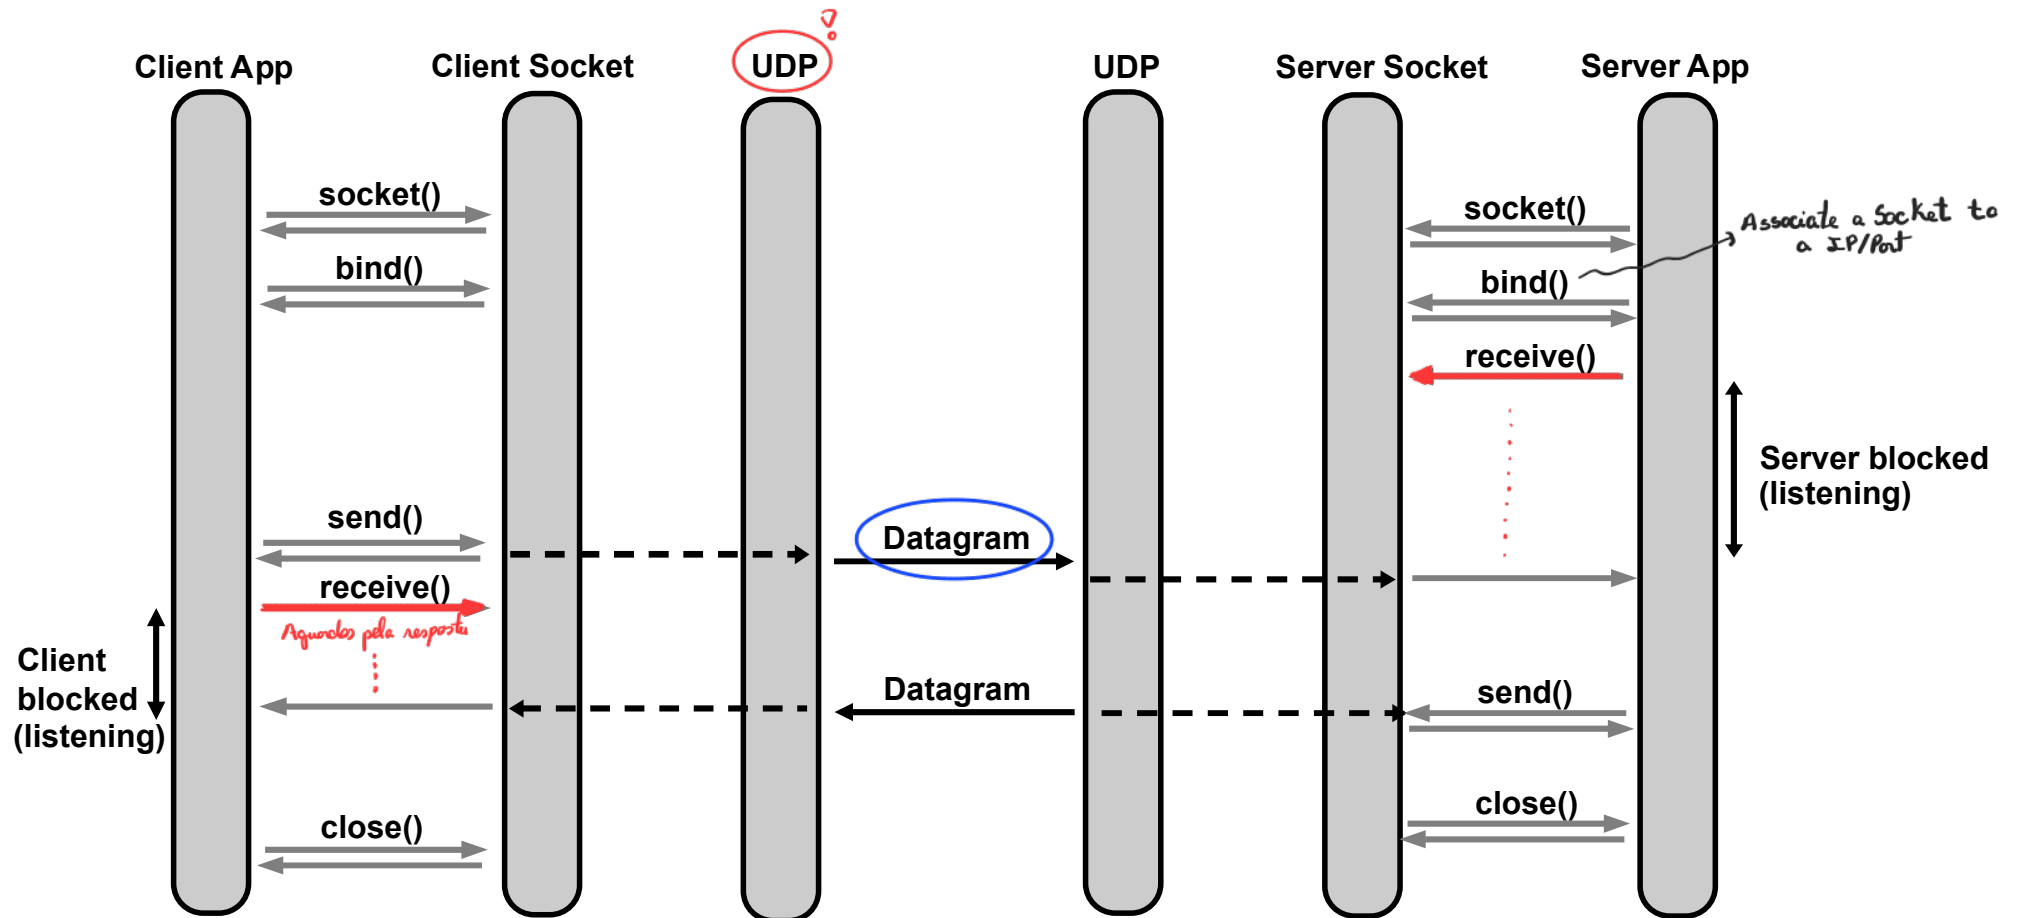 ?
Client App
Client Socket
UDP
UDP
Server Socket
Server App
socket()
socket()
Associate a Socket to
a IP/Port
bind()
bind()
receive()
Server blocked
(listening)
send()
Datagram
receive()
Aguardas pela resposta
Client
blocked
(listening)
Datagram
send()
close()
close()